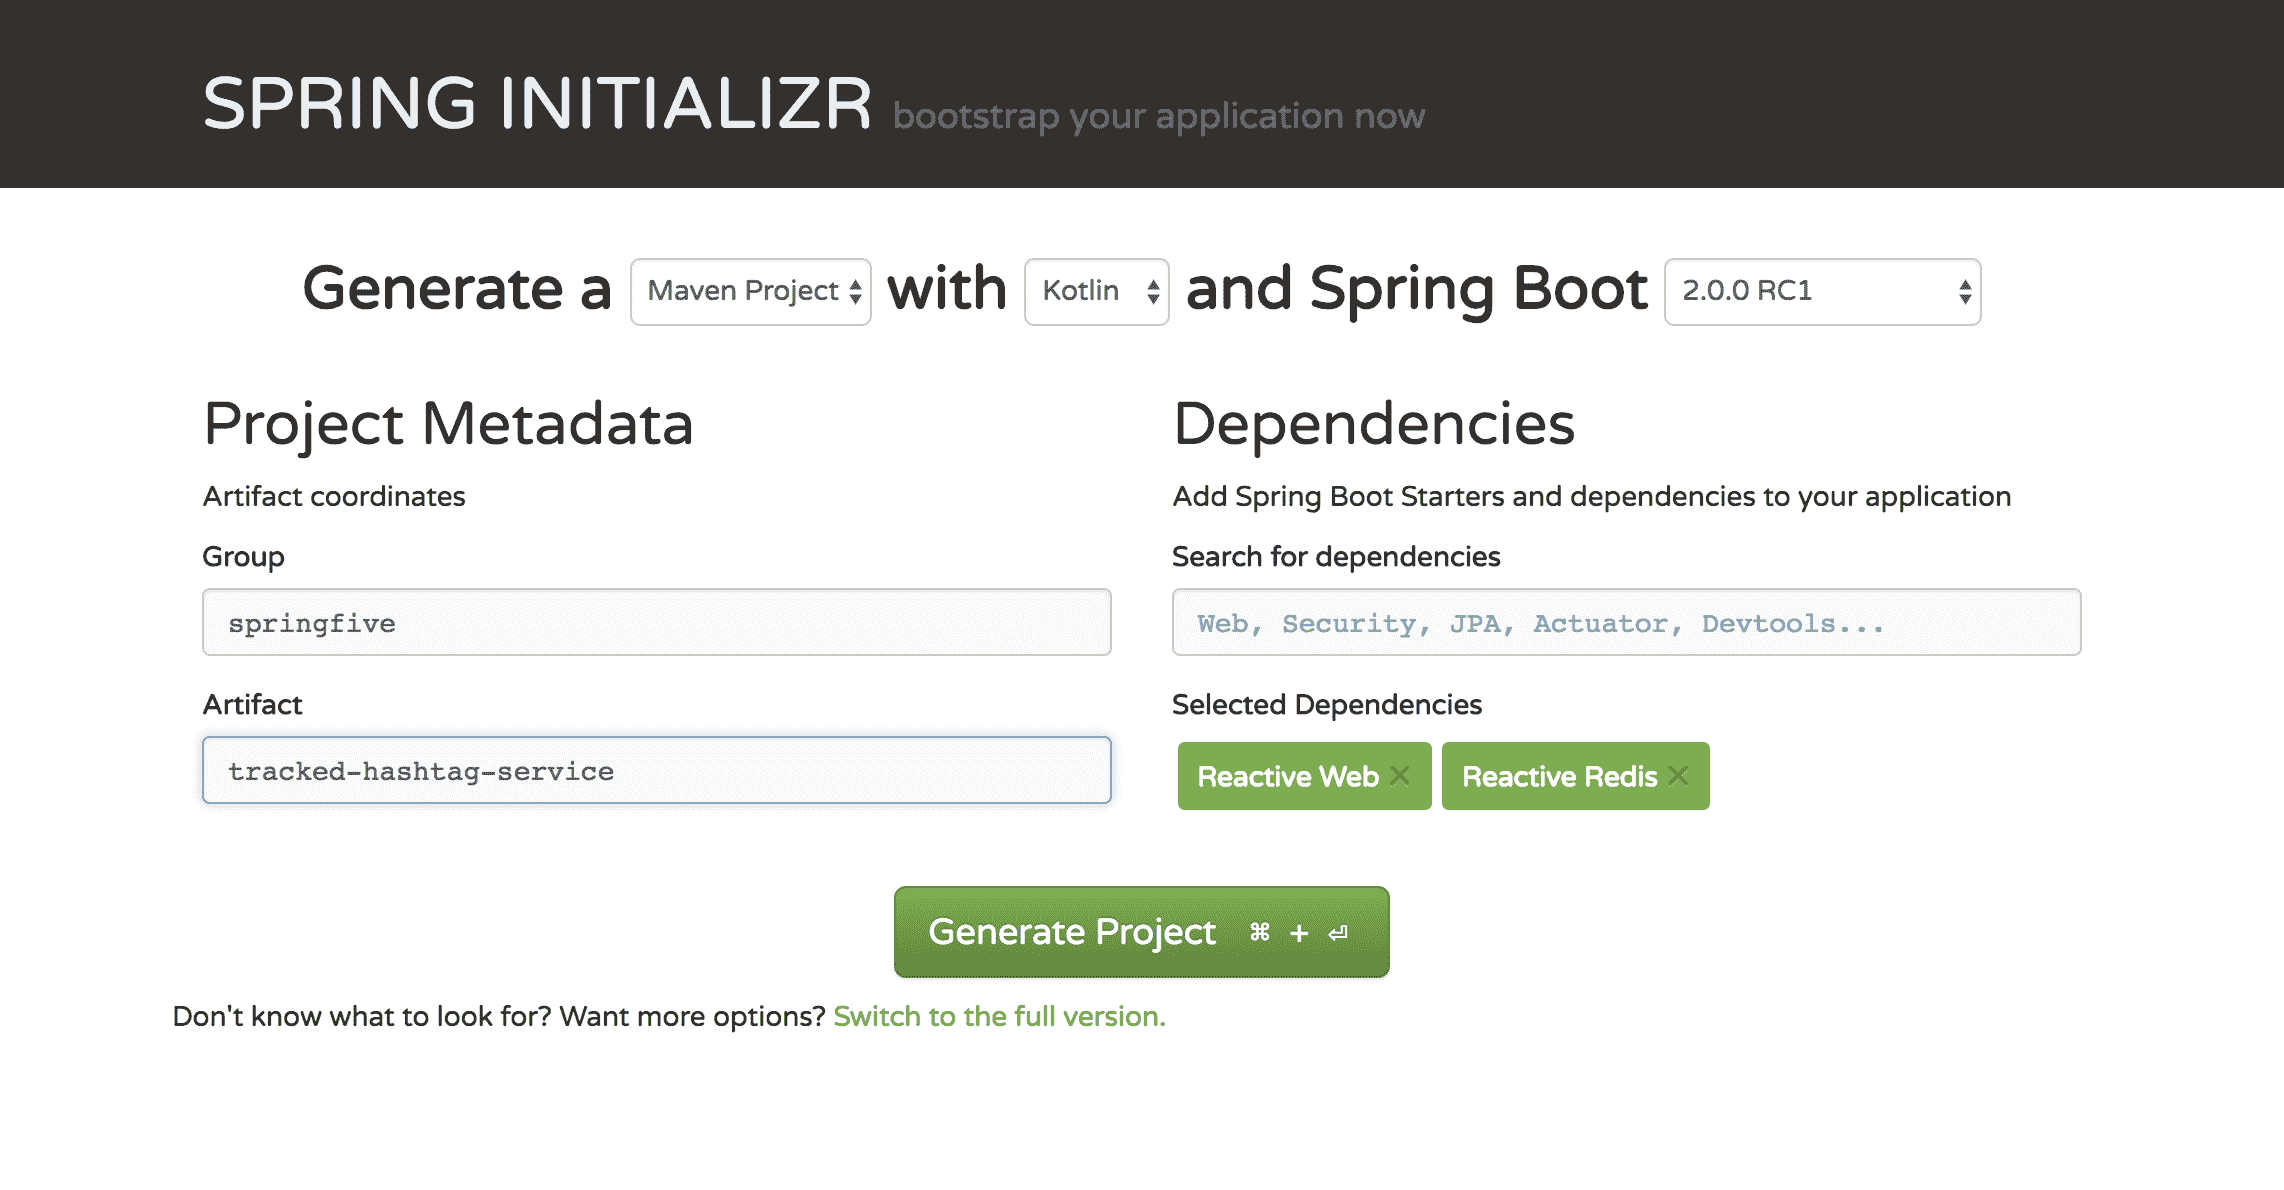 SPRING INITIALIZR bootstrap your application now
Generate a Maven Project with Kotlin and Spring Boot 2.0.0 RC1
Project Metadata
Artifact coordinates
Group
springfive
Artifact
tracked-hashtag-service
Dependencies
Add Spring Boot Starters and dependencies to your application
Search for dependencies
Web, Security, JPA, Actuator, Devtools...
Selected Dependencies
Reactive Web ✕ Reactive Redis ✕
Generate Project ⌘ + ⏎
Don't know what to look for? Want more options? Switch to the full version.